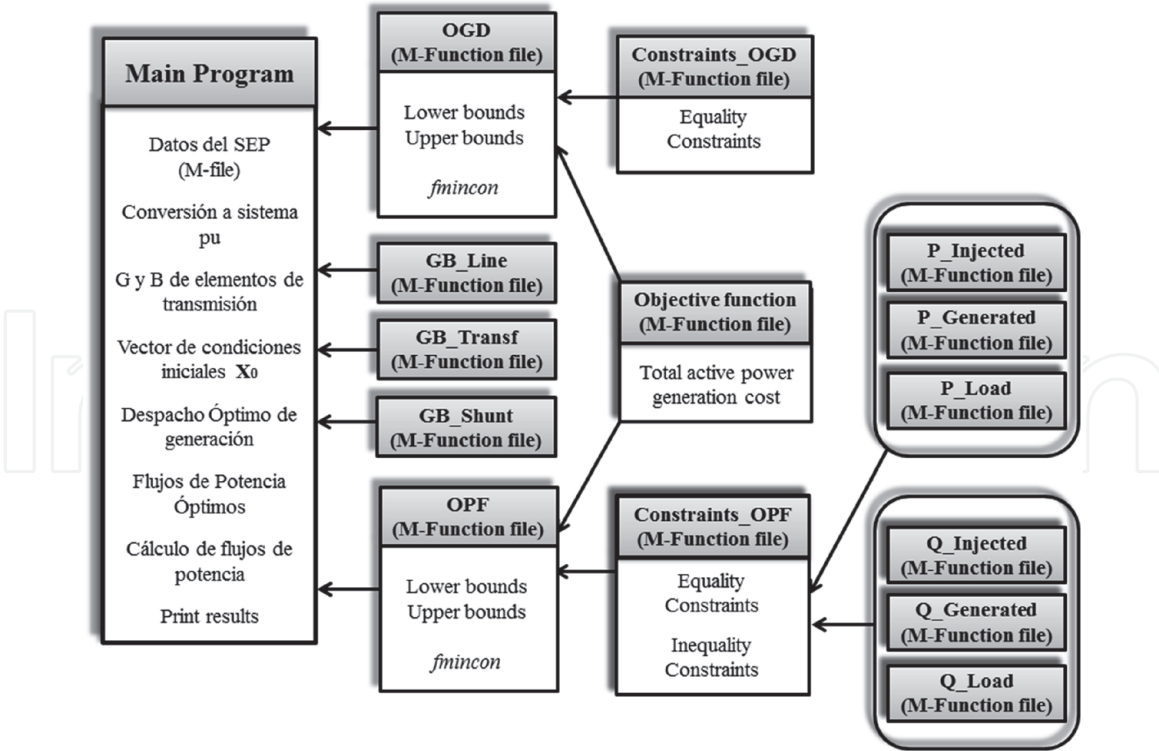 Main Program
Datos del SEP
(M-file)
Conversión a sistema
pu
G y B de elementos de
transmisión
Vector de condiciones
iniciales X0
Despacho Óptimo de
generación
Flujos de Potencia
Óptimos
Cálculo de flujos de
potencia
Print results
OGD
(M-Function file)
Lower bounds
Upper bounds
fmincon
GB_Line
(M-Function file)
GB_Transf
(M-Function file)
GB_Shunt
(M-Function file)
OPF
(M-Function file)
Lower bounds
Upper bounds
fmincon
Constraints_OGD
(M-Function file)
Equality
Constraints
Objective function
(M-Function file)
Total active power
generation cost
Constraints_OPF
(M-Function file)
Equality
Constraints
Inequality
Constraints
P_Injected
(M-Function file)
P_Generated
(M-Function file)
P_Load
(M-Function file)
Q_Injected
(M-Function file)
Q_Generated
(M-Function file)
Q_Load
(M-Function file)